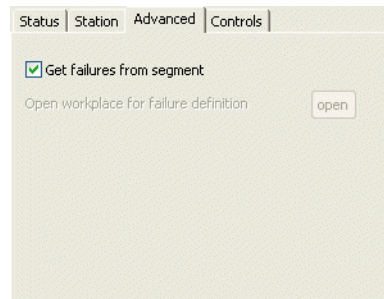 Status Station Advanced Controls
Get failures from segment
Open workplace for failure definition open